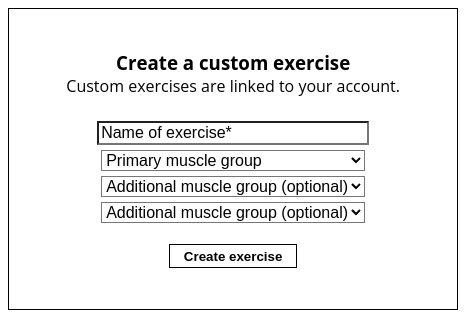 Create a custom exercise
Custom exercises are linked to your account.
Name of exercise*
Primary muscle group
Additional muscle group (optional)
Additional muscle group (optional)
Create exercise